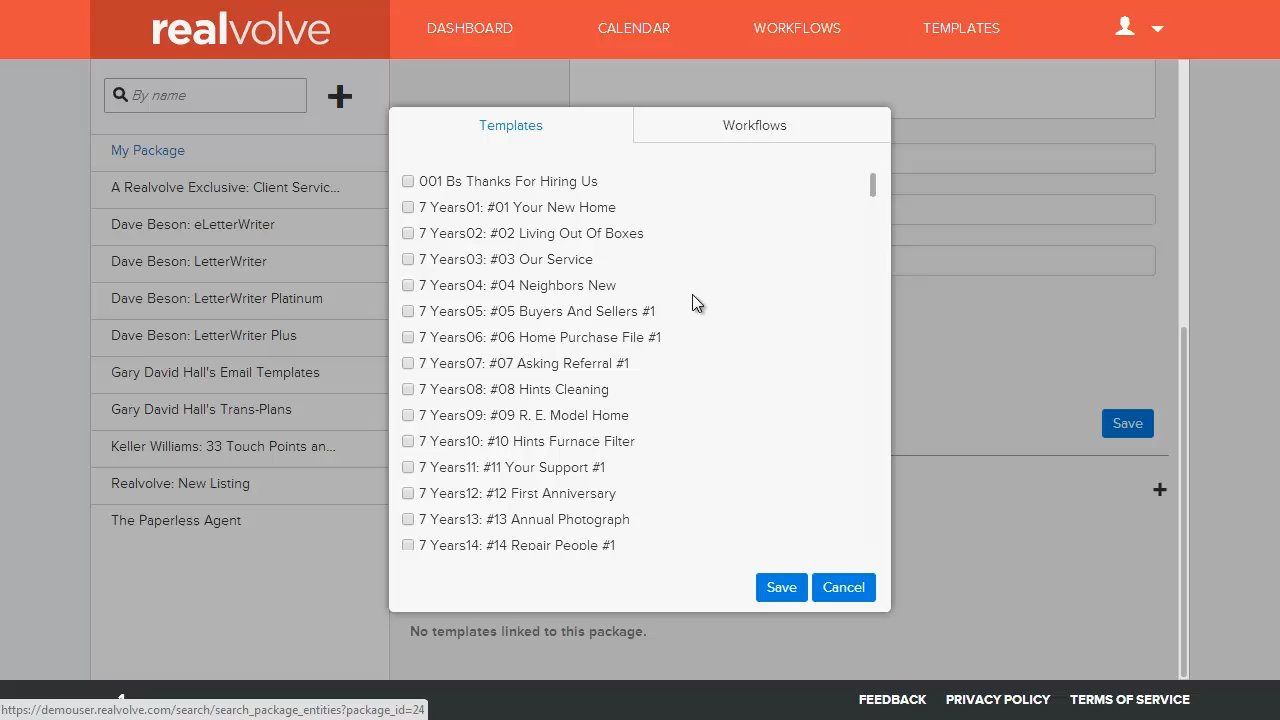 realvolve
DASHBOARD
CALENDAR
WORKFLOWS
TEMPLATES
By name
My Package
A Realvolve Exclusive: Client Servic...
Dave Beson: eLetterWriter
Dave Beson: LetterWriter
Dave Beson: LetterWriter Platinum
Dave Beson: LetterWriter Plus
Gary David Hall's Email Templates
Gary David Hall's Trans-Plans
Keller Williams: 33 Touch Points an...
Realvolve: New Listing
The Paperless Agent
Templates
Workflows
001 Bs Thanks For Hiring Us
7 Years01: #01 Your New Home
7 Years02: #02 Living Out Of Boxes
7 Years03: #03 Our Service
7 Years04: #04 Neighbors New
7 Years05: #05 Buyers And Sellers #1
7 Years06: #06 Home Purchase File #1
7 Years07: #07 Asking Referral #1
7 Years08: #08 Hints Cleaning
7 Years09: #09 R. E. Model Home
7 Years10: #10 Hints Furnace Filter
7 Years11: #11 Your Support #1
7 Years12: #12 First Anniversary
7 Years13: #13 Annual Photograph
7 Years14: #14 Repair People #1
Save
Cancel
Save
No templates linked to this package.
FEEDBACK
PRIVACY POLICY
TERMS OF SERVICE
https://demouser.realvolve.com/search/search_package_entities?package_id=24